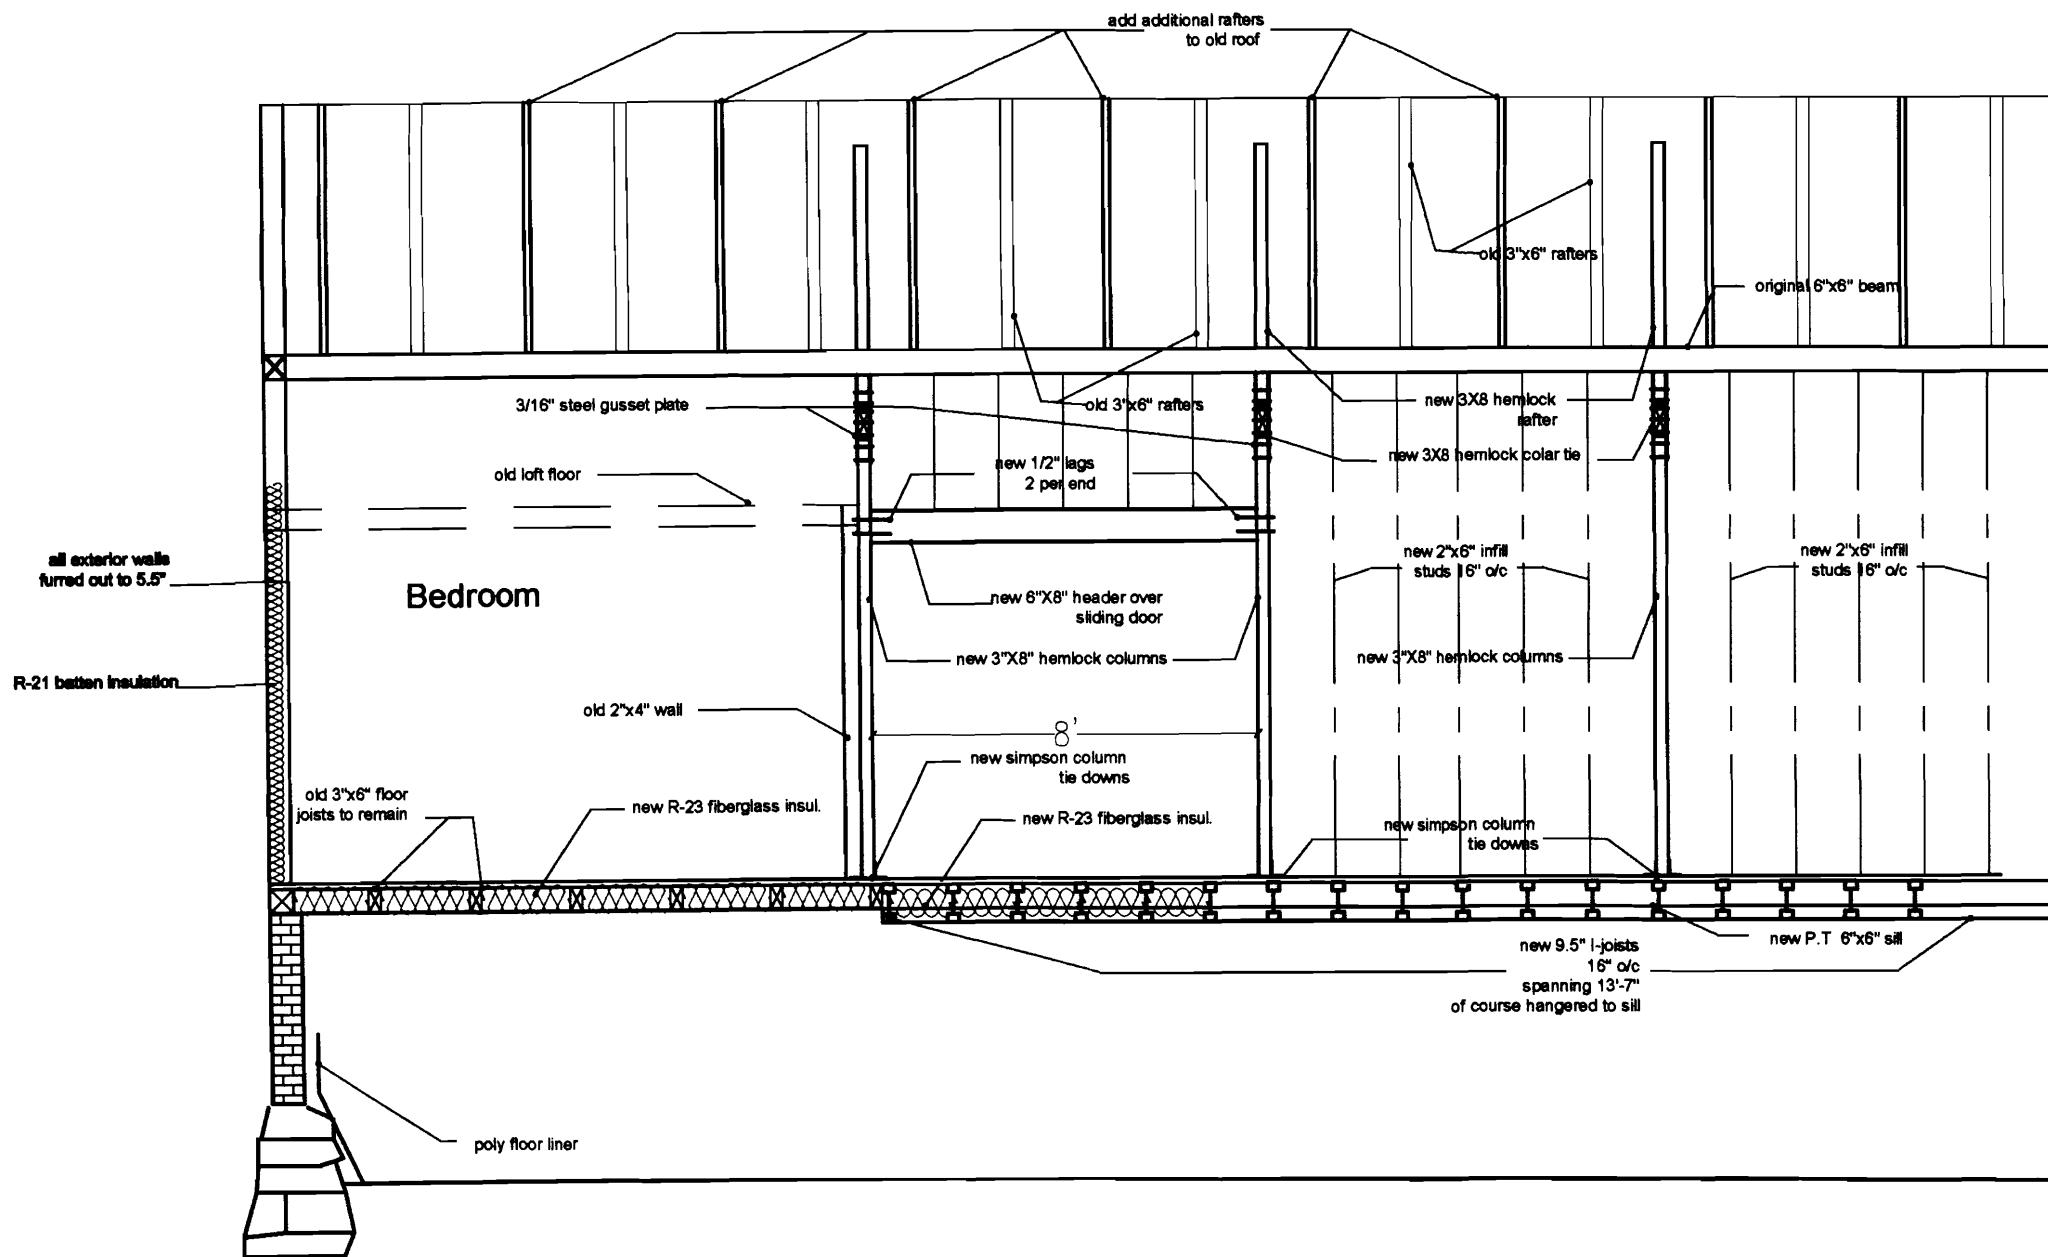 add additional rafters
to old roof
old 3"x6" rafters
original 6"x6" beam
3/16" steel gusset plate
old 3"x6" rafters
new 3X8 hemlock
rafter
new 3X8 hemlock colar tie
old loft floor
new 1/2" lags
2 per end
all exterior walls
furred out to 5.5"
Bedroom
new 6"X8" header over
sliding door
new 2"x6" infill
studs 16" o/c
new 2"x6" infill
studs 16" o/c
R-21 batten insulation
new 3"X8" hemlock columns
new 3"X8" hemlock columns
old 2"x4" wall
8'
new simpson column
tie downs
old 3"x6" floor
joists to remain
new R-23 fiberglass insul.
new R-23 fiberglass insul.
new simpson column
tie downs
new P.T 6"x6" sill
new 9.5" I-joists
16" o/c
spanning 13'-7"
of course hangered to sill
poly floor liner